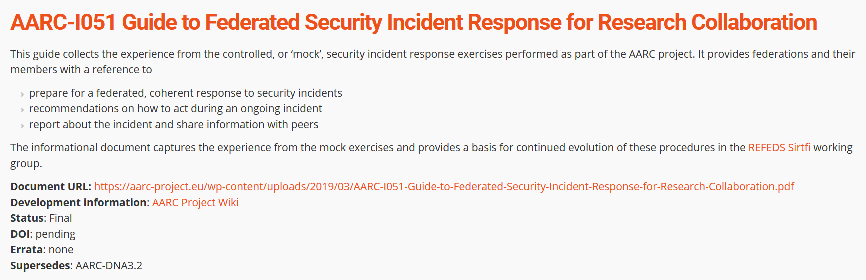 AARC-I051 Guide to Federated Security Incident Response for Research Collaboration
This guide collects the experience from the controlled, or ‘mock’, security incident response exercises performed as part of the AARC project. It provides federations and their
members with a reference to
› prepare for a federated, coherent response to security incidents
› recommendations on how to act during an ongoing incident
› report about the incident and share information with peers
The informational document captures the experience from the mock exercises and provides a basis for continued evolution of these procedures in the REFEDS Sirtfi working
group.
Document URL: https://aarc-project.eu/wp-content/uploads/2019/03/AARC-I051-Guide-to-Federated-Security-Incident-Response-for-Research-Collaboration.pdf
Development information: AARC Project Wiki
Status: Final
DOI: pending
Errata: none
Supersedes: AARC-DNA3.2